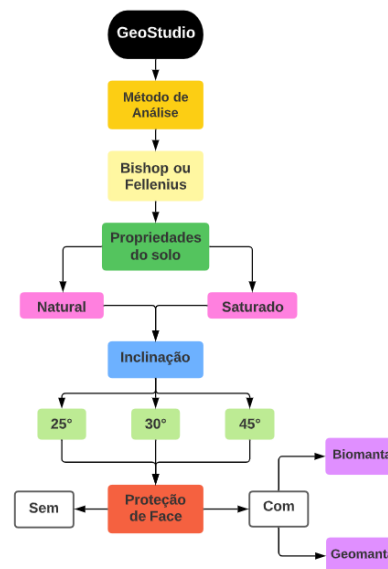 GeoStudio
Método de
Análise
Bishop ou
Fellenius
Propriedades
do solo
Natural
Saturado
Inclinação
25°
30°
45°
Biomanta
Sem
Proteção
de Face
Com
Geomanta